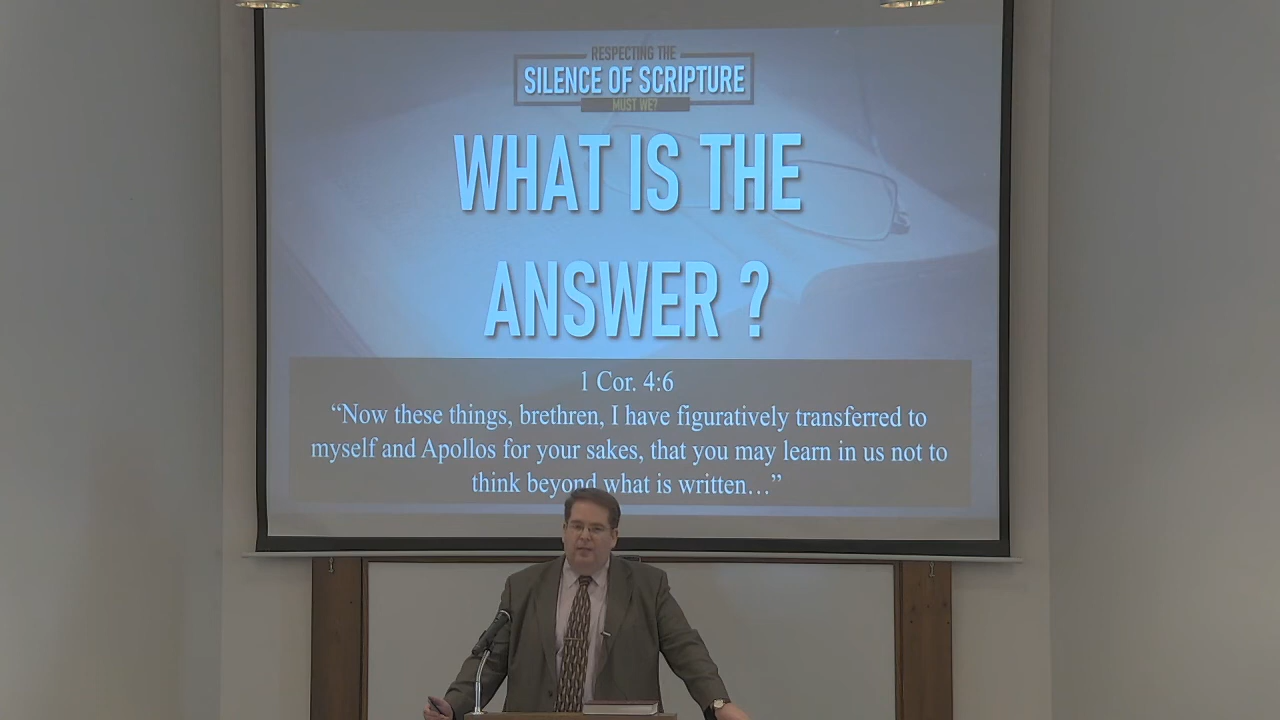 RESPECTING THE
SILENCE OF SCRIPTURE
MUST WE?
WHAT IS THE
ANSWER ?
1 Cor. 4:6
“Now these things, brethren, I have figuratively transferred to
myself and Apollos for your sakes, that you may learn in us not to
think beyond what is written…”